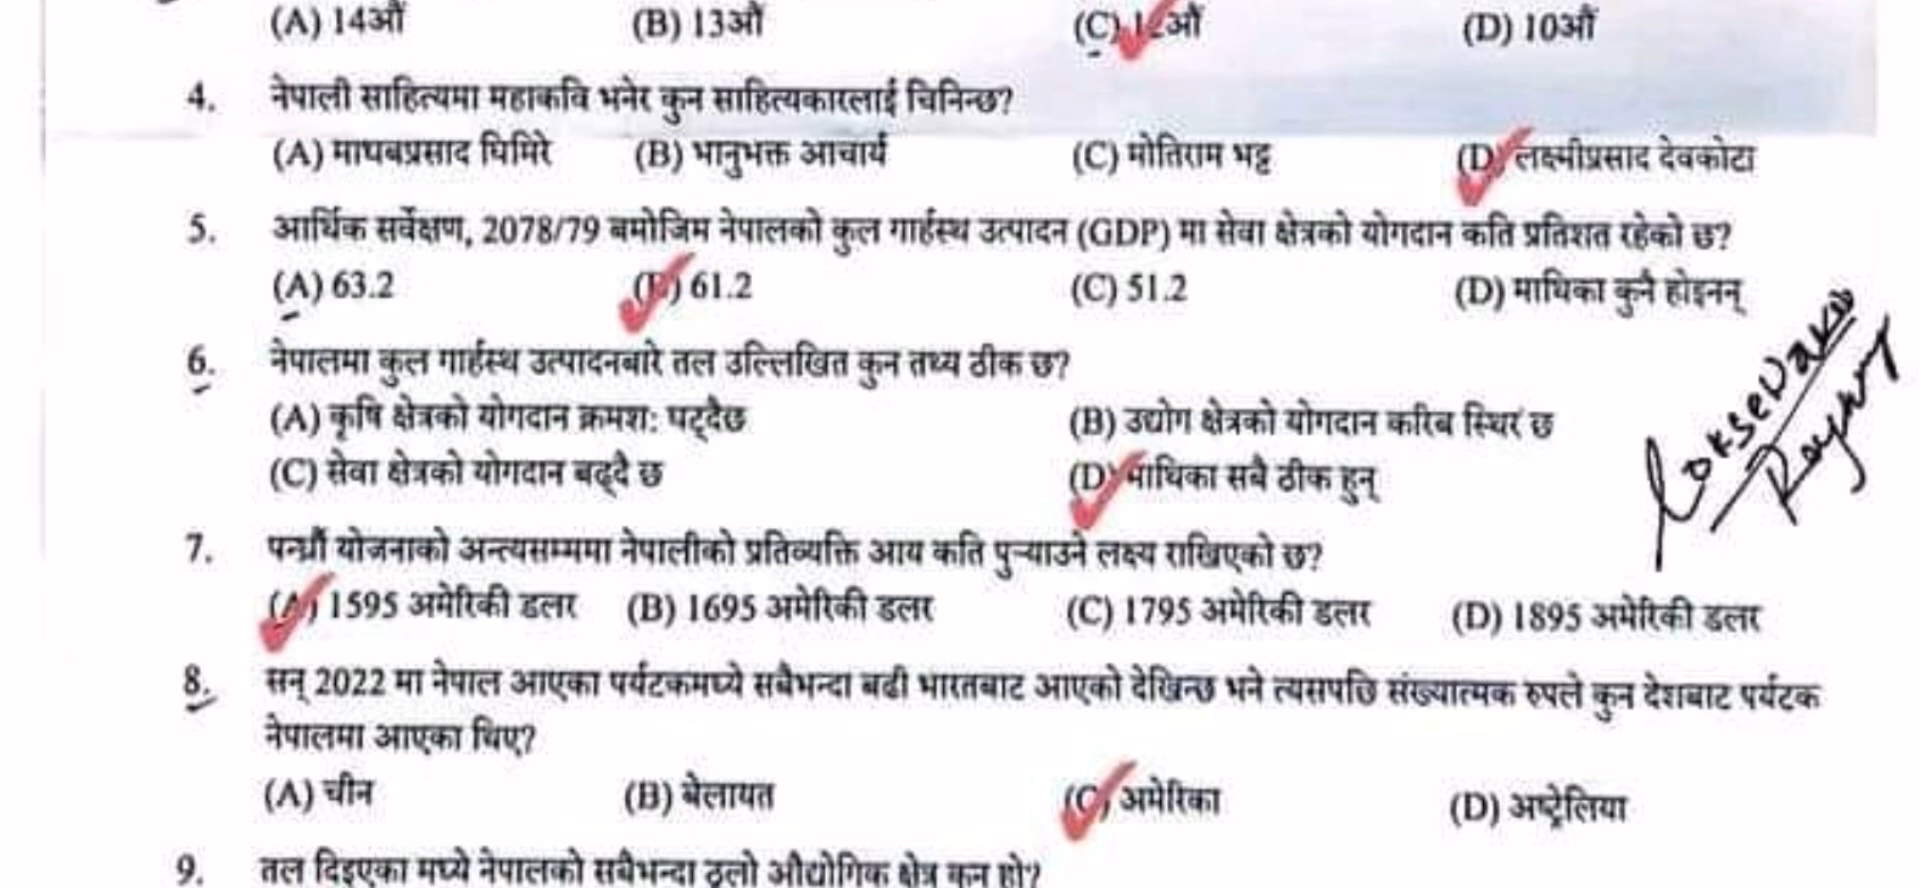 (A) 14औं (B) 13औं (C) 12औं (D) 10औं
4. नेपाली साहित्यमा महाकवि भनेर कुन साहित्यकारलाई चिनिन्छ?
(A) माधबप्रसाद घिमिरे (B) भानुभक्त आचार्य (C) मोतिराम भट्ट (D) लक्ष्मीप्रसाद देवकोटा
5. आर्थिक सर्वेक्षण, 2078/79 बमोजिम नेपालको कुल गार्हस्थ उत्पादन (GDP) मा सेवा क्षेत्रको योगदान कति प्रतिशत रहेको छ?
(A) 63.2 (B) 61.2 (C) 51.2 (D) माथिका कुनै होइनन्
6. नेपालमा कुल गार्हस्थ उत्पादनबारे तल उल्लिखित कुन तथ्य ठीक छ?
(A) कृषि क्षेत्रको योगदान क्रमश: घट्दैछ (B) उद्योग क्षेत्रको योगदान करिब स्थिर छ
(C) सेवा क्षेत्रको योगदान बढ्दै छ (D) माथिका सबै ठीक हुन्
Loksewako
7. पन्ध्रौं योजनाको अन्त्यसम्ममा नेपालीको प्रतिव्यक्ति आय कति पुऱ्याउने लक्ष्य राखिएको छ?
(A) 1595 अमेरिकी डलर (B) 1695 अमेरिकी डलर (C) 1795 अमेरिकी डलर (D) 1895 अमेरिकी डलर
8. सन् 2022 मा नेपाल आएका पर्यटकमध्ये सबैभन्दा बढी भारतबाट आएको देखिन्छ भने त्यसपछि संख्यात्मक रुपले कुन देशबाट पर्यटक
नेपालमा आएका थिए?
(A) चीन (B) बेलायत (C) अमेरिका (D) अष्ट्रेलिया
9. तल दिइएका मध्ये नेपालको सबैभन्दा ठूलो औद्योगिक क्षेत्र कुन हो?